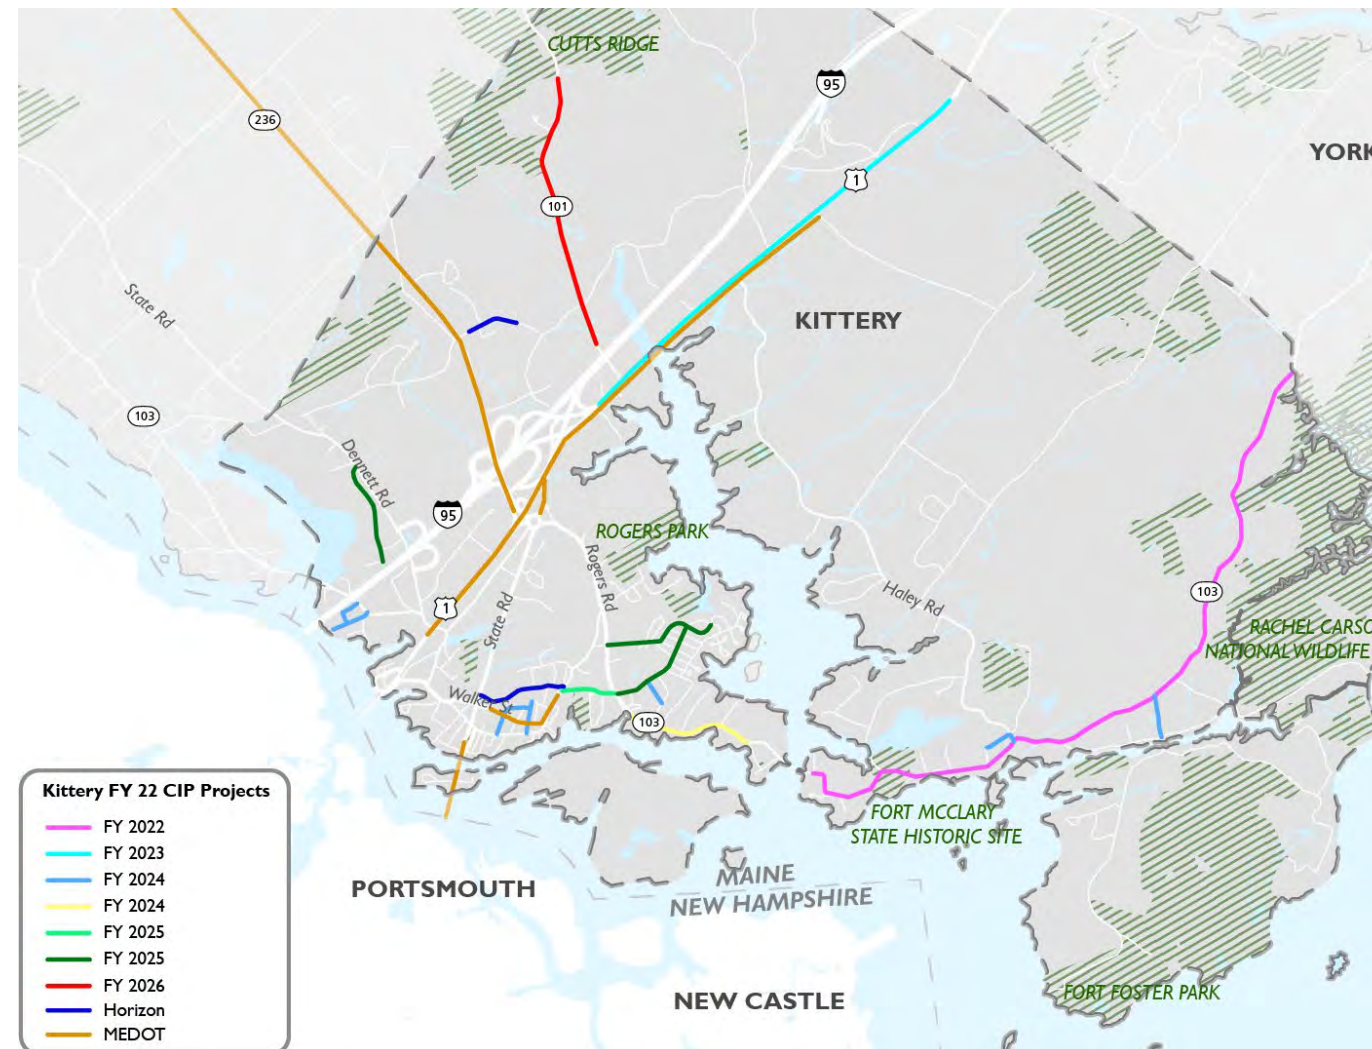 CUTTS RIDGE
95
236
1
YORK
101
State Rd
KITTERY
103
Dennett Rd
95
ROGERS PARK
Rogers Rd
Haley Rd
103
1
State Rd
RACHEL CARSO
NATIONAL WILDLIFE
Walker St
103
FORT MCCLARY
STATE HISTORIC SITE
MAINE
NEW HAMPSHIRE
PORTSMOUTH
NEW CASTLE
FORT FOSTER PARK
Kittery FY 22 CIP Projects
FY 2022
FY 2023
FY 2024
FY 2024
FY 2025
FY 2025
FY 2026
Horizon
MEDOT